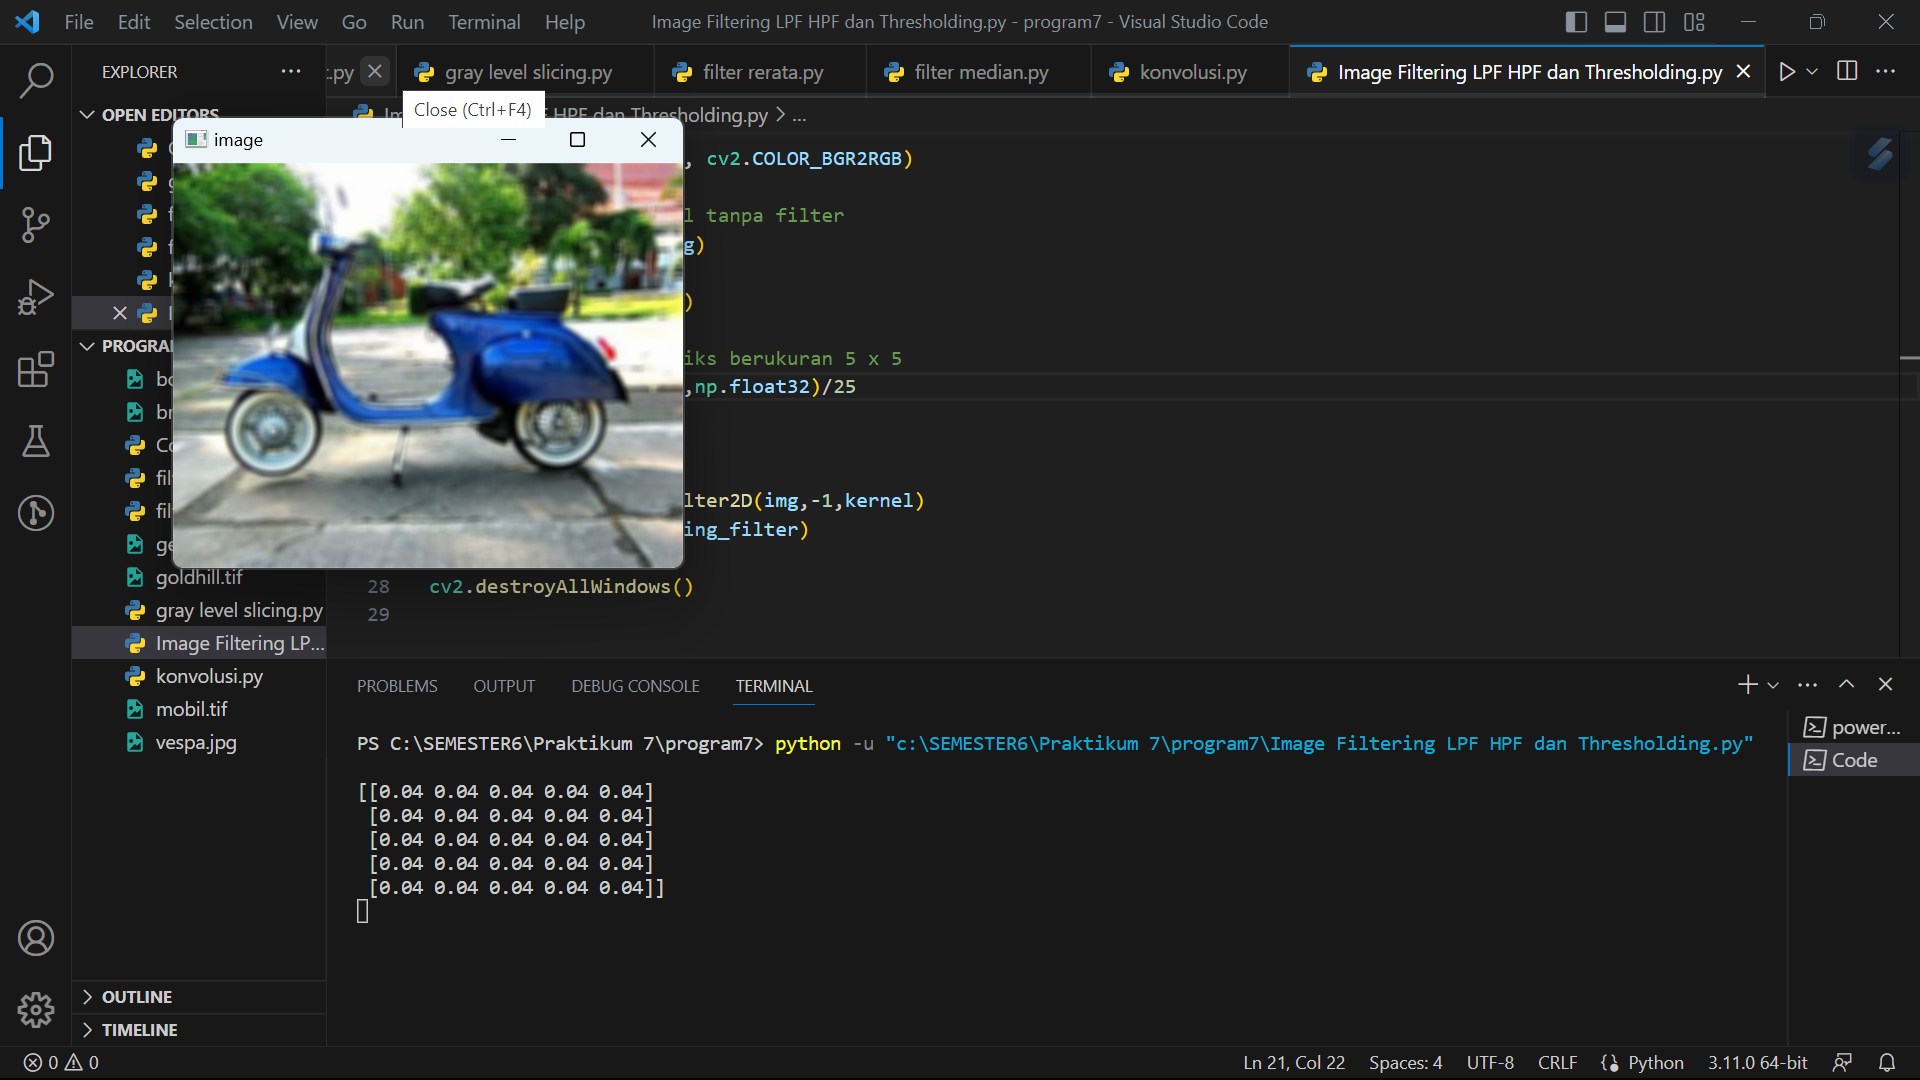 File Edit Selection View Go Run Terminal Help
Image Filtering LPF HPF dan Thresholding.py - program7 - Visual Studio Code
EXPLORER
.py
gray level slicing.py
filter rerata.py
filter median.py
konvolusi.py
Image Filtering LPF HPF dan Thresholding.py
Close (Ctrl+F4)
HPF dan Thresholding.py > ...
OPEN EDITORS
image
, cv2.COLOR_BGR2RGB)
l tanpa filter
g)
)
iks berukuran 5 x 5
,np.float32)/25
lter2D(img,-1,kernel)
ing_filter)
28 cv2.destroyAllWindows()
29
PROGRA
bo
br
Co
fil
fil
ge
goldhill.tif
gray level slicing.py
Image Filtering LP...
konvolusi.py
mobil.tif
vespa.jpg
OUTLINE
TIMELINE
PROBLEMS OUTPUT DEBUG CONSOLE TERMINAL
PS C:\SEMESTER6\Praktikum 7\program7> python -u "c:\SEMESTER6\Praktikum 7\program7\Image Filtering LPF HPF dan Thresholding.py"
[[0.04 0.04 0.04 0.04 0.04]
[0.04 0.04 0.04 0.04 0.04]
[0.04 0.04 0.04 0.04 0.04]
[0.04 0.04 0.04 0.04 0.04]
[0.04 0.04 0.04 0.04 0.04]]
power...
Code
0 0
Ln 21, Col 22 Spaces: 4 UTF-8 CRLF Python 3.11.0 64-bit